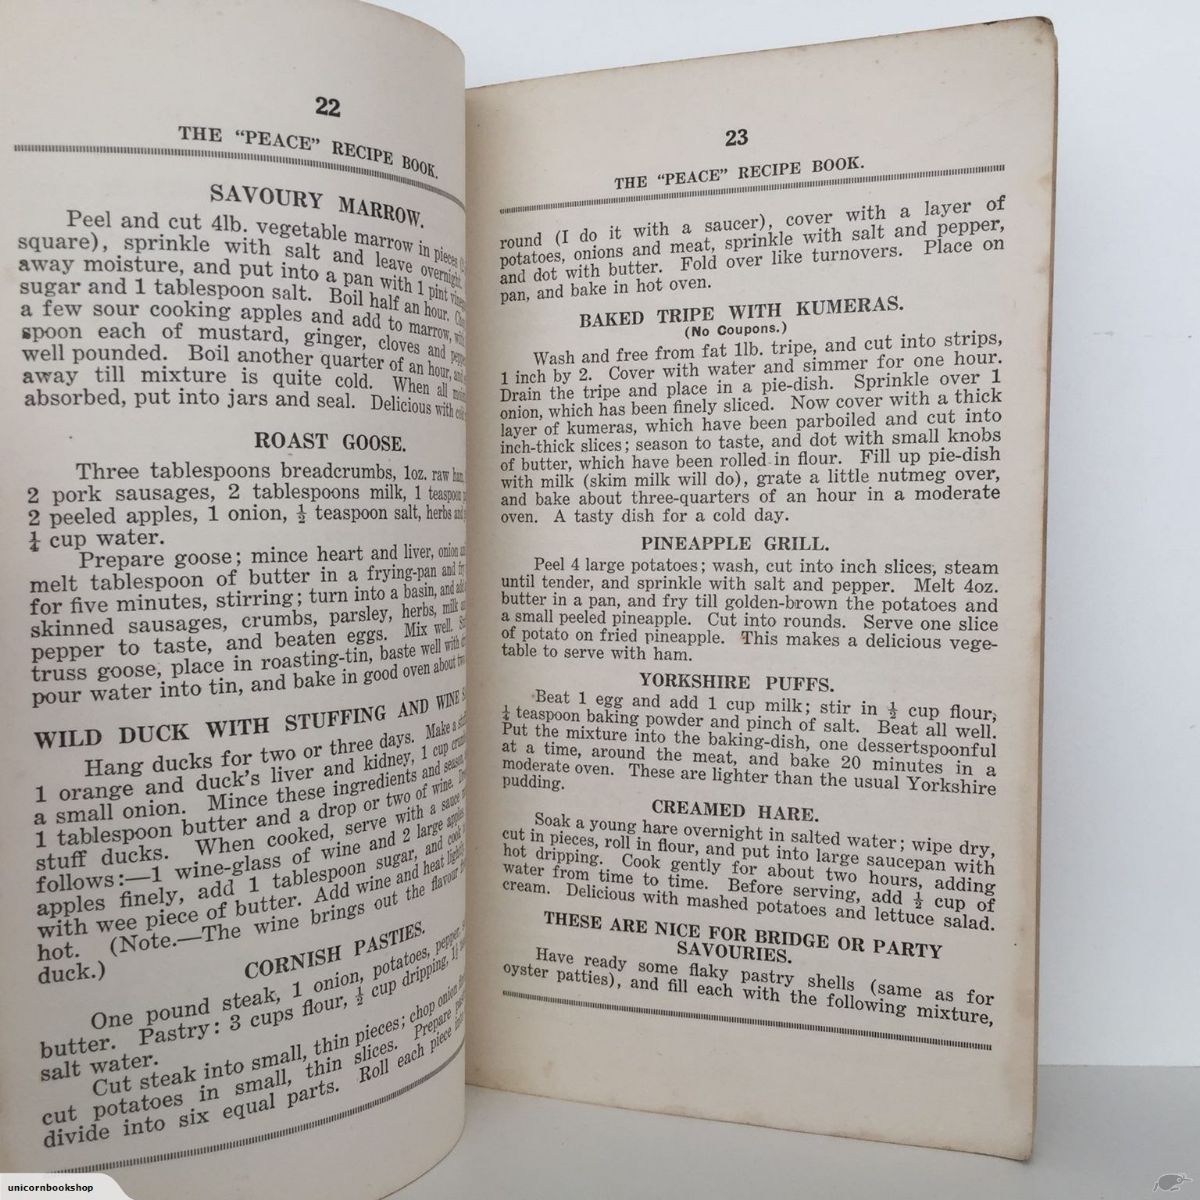 22
THE "PEACE" RECIPE BOOK.
SAVOURY MARROW.
Peel and cut 4lb. vegetable marrow in pieces
square), sprinkle with salt and leave overnight.
away moisture, and put into a pan with 1 pint
sugar and 1 tablespoon salt. Boil half an hour.
a few sour cooking apples and add to marrow,
spoon each of mustard, ginger, cloves and
well pounded. Boil another quarter of an hour,
away till mixture is quite cold. When all
absorbed, put into jars and seal. Delicious with
ROAST GOOSE.
Three tablespoons breadcrumbs, 1oz. raw
2 pork sausages, 2 tablespoons milk, 1 teaspoon
2 peeled apples, 1 onion, ½ teaspoon salt, herbs
¼ cup water.
Prepare goose; mince heart and liver, onion
melt tablespoon of butter in a frying-pan and
for five minutes, stirring; turn into a basin, and
skinned sausages, crumbs, parsley, herbs, milk
pepper to taste, and beaten eggs. Mix well.
truss goose, place in roasting-tin, baste well with
pour water into tin, and bake in good oven about
WILD DUCK WITH STUFFING AND WINE
Hang ducks for two or three days. Make a
1 orange and duck's liver and kidney, 1 cup
a small onion. Mince these ingredients and season.
1 tablespoon butter and a drop or two of wine.
stuff ducks. When cooked, serve with a sauce
follows:—1 wine-glass of wine and 2 large
apples finely, add 1 tablespoon sugar, and cook
with wee piece of butter. Add wine and heat
hot. (Note.—The wine brings out the flavour
duck.)
CORNISH PASTIES.
One pound steak, 1 onion, potatoes, pepper,
butter. Pastry: 3 cups flour, ½ cup dripping,
salt water.
Cut steak into small, thin pieces; chop onion
cut potatoes in small, thin slices. Prepare
divide into six equal parts. Roll each piece
23
THE "PEACE" RECIPE BOOK.
round (I do it with a saucer), cover with a layer of
potatoes, onions and meat, sprinkle with salt and pepper,
and dot with butter. Fold over like turnovers. Place on
pan, and bake in hot oven.
BAKED TRIPE WITH KUMERAS.
(No Coupons.)
Wash and free from fat 1lb. tripe, and cut into strips,
1 inch by 2. Cover with water and simmer for one hour.
Drain the tripe and place in a pie-dish. Sprinkle over 1
onion, which has been finely sliced. Now cover with a thick
layer of kumeras, which have been parboiled and cut into
inch-thick slices; season to taste, and dot with small knobs
of butter, which have been rolled in flour. Fill up pie-dish
with milk (skim milk will do), grate a little nutmeg over,
and bake about three-quarters of an hour in a moderate
oven. A tasty dish for a cold day.
PINEAPPLE GRILL.
Peel 4 large potatoes; wash, cut into inch slices, steam
until tender, and sprinkle with salt and pepper. Melt 4oz.
butter in a pan, and fry till golden-brown the potatoes and
a small peeled pineapple. Cut into rounds. Serve one slice
of potato on fried pineapple. This makes a delicious vege-
table to serve with ham.
YORKSHIRE PUFFS.
Beat 1 egg and add 1 cup milk; stir in ½ cup flour,
¼ teaspoon baking powder and pinch of salt. Beat all well.
Put the mixture into the baking-dish, one dessertspoonful
at a time, around the meat, and bake 20 minutes in a
moderate oven. These are lighter than the usual Yorkshire
pudding.
CREAMED HARE.
Soak a young hare overnight in salted water; wipe dry,
cut in pieces, roll in flour, and put into large saucepan with
hot dripping. Cook gently for about two hours, adding
water from time to time. Before serving, add ½ cup of
cream. Delicious with mashed potatoes and lettuce salad.
THESE ARE NICE FOR BRIDGE OR PARTY
SAVOURIES.
Have ready some flaky pastry shells (same as for
oyster patties), and fill each with the following mixture,
unicornbookshop